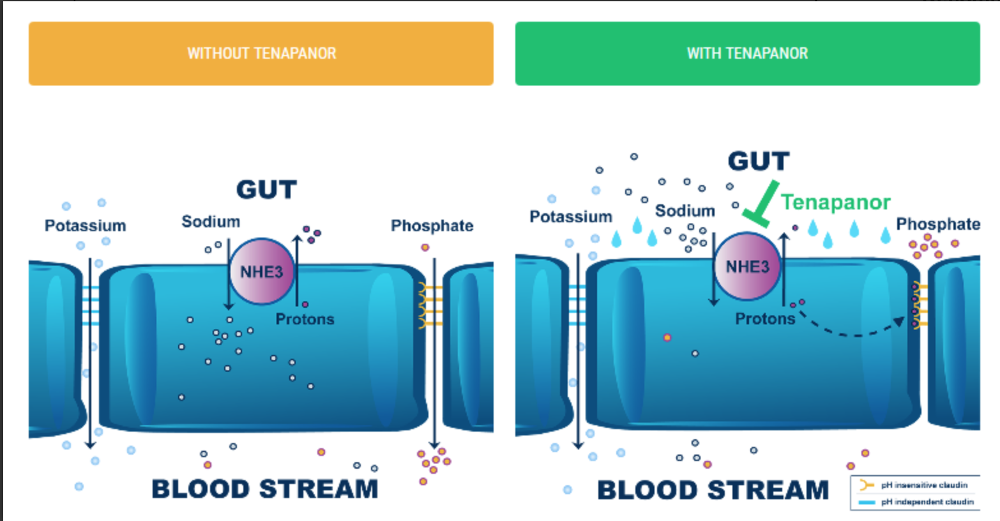 WITHOUT TENAPANOR
GUT
Potassium
Sodium
Phosphate
NHE3
Protons
BLOOD STREAM
WITH TENAPANOR
GUT
Tenapanor
Potassium
Sodium
Phosphate
NHE3
Protons
BLOOD STREAM
pH insensitive claudin
pH independent claudin